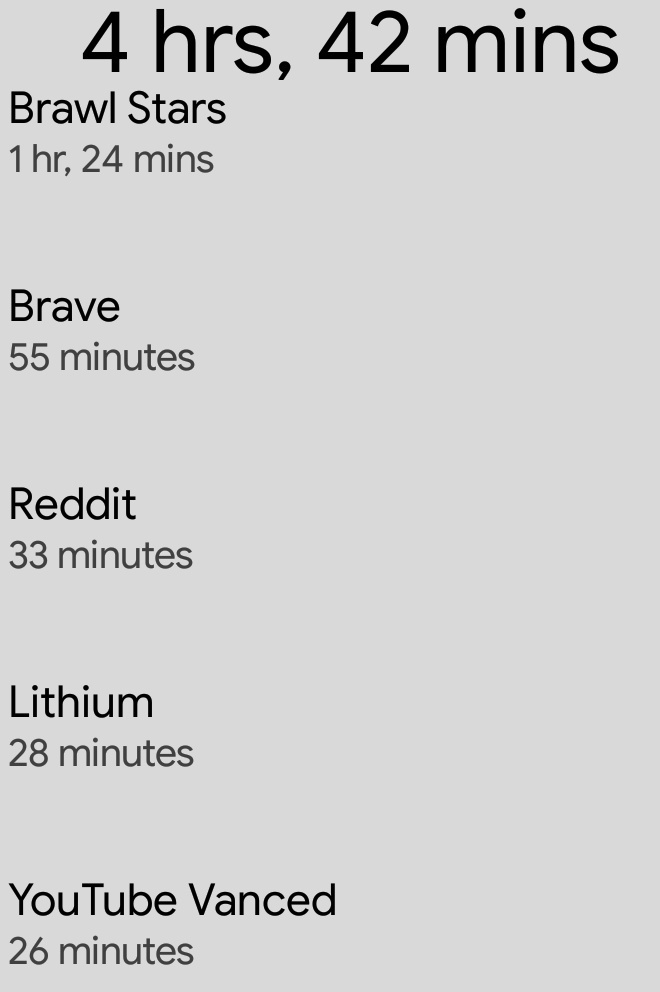 4 hrs, 42 mins
Brawl Stars
1 hr, 24 mins
Brave
55 minutes
Reddit
33 minutes
Lithium
28 minutes
YouTube Vanced
26 minutes